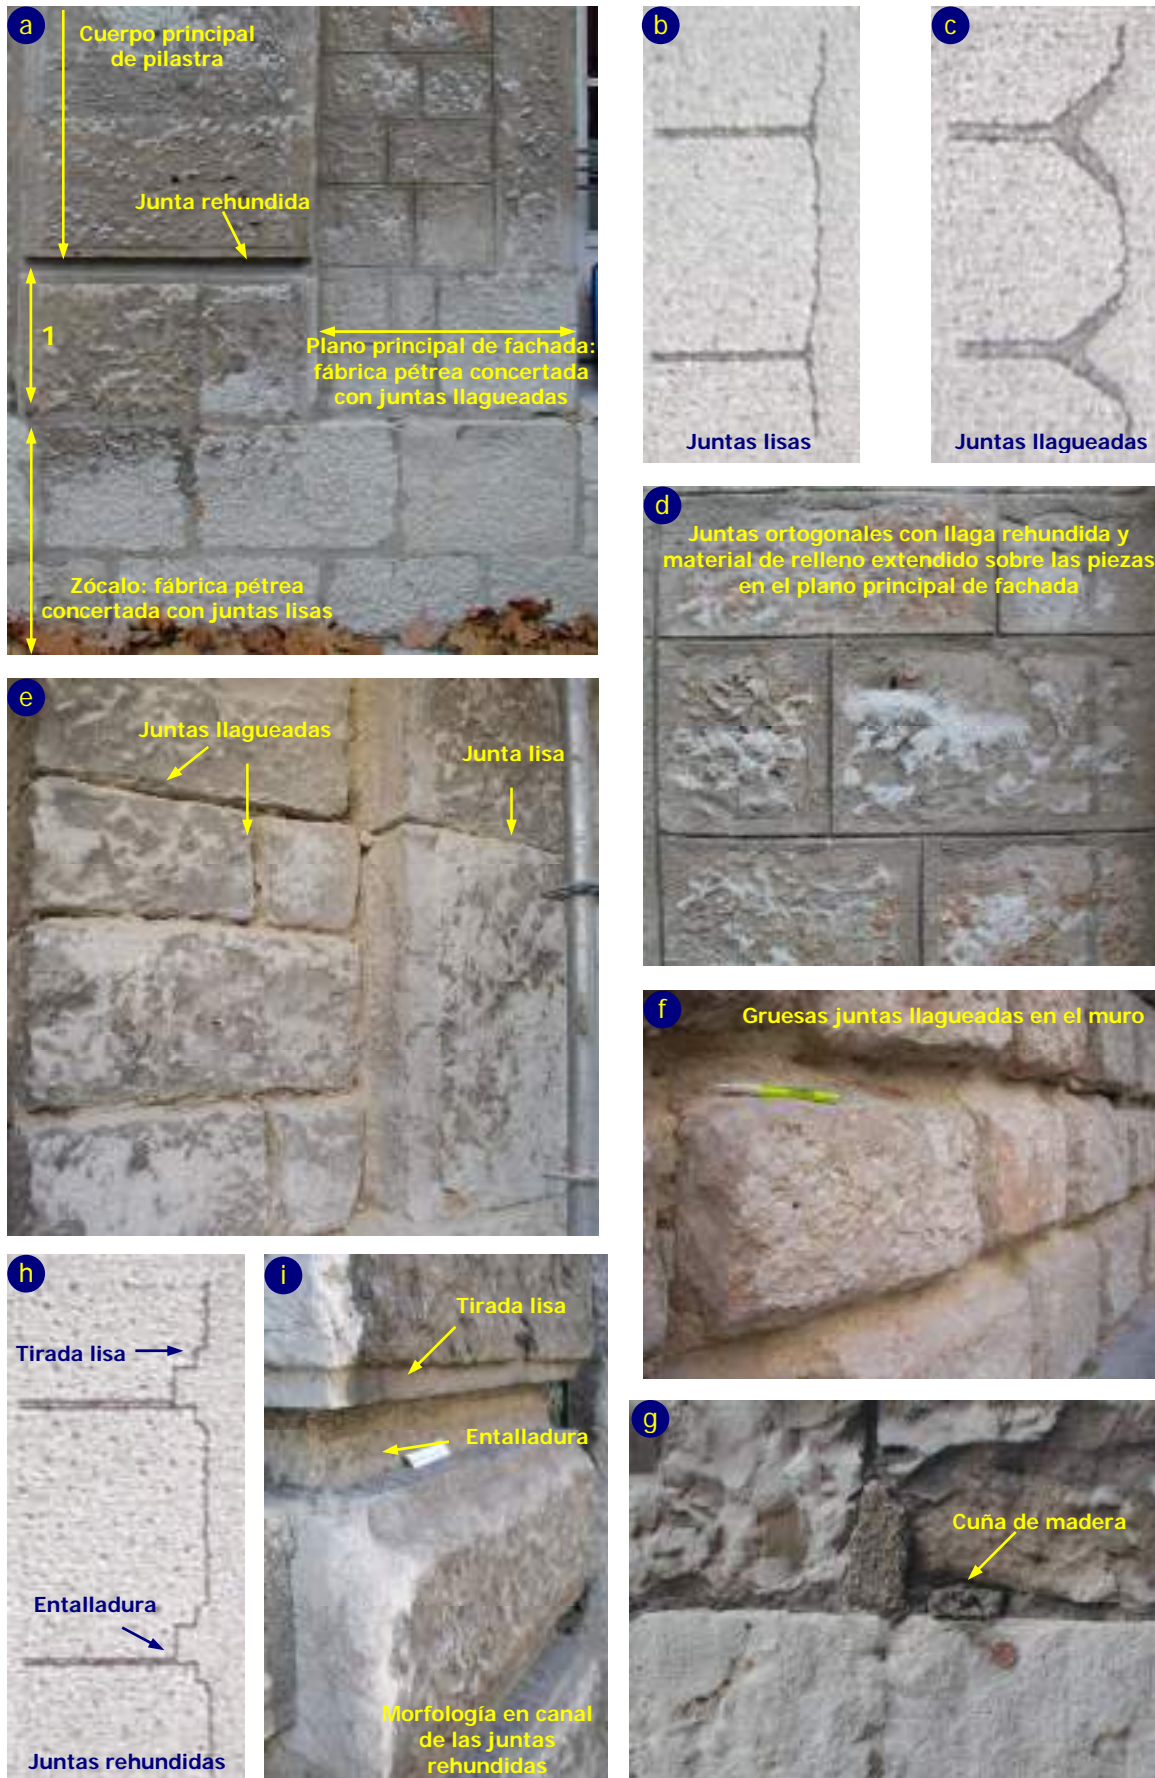 a
Cuerpo principal
de pilastra
Junta rehundida
1
Plano principal de fachada:
fábrica pétrea concertada
con juntas llagueadas
Zócalo: fábrica pétrea
concertada con juntas lisas
b
Juntas lisas
c
Juntas llagueadas
d
Juntas ortogonales con llaga rehundida y
material de relleno extendido sobre las piezas
en el plano principal de fachada
e
Juntas llagueadas
Junta lisa
f
Gruesas juntas llagueadas en el muro
h
Tirada lisa
Entalladura
Juntas rehundidas
i
Tirada lisa
Entalladura
Morfología en canal
de las juntas
rehundidas
g
Cuña de madera